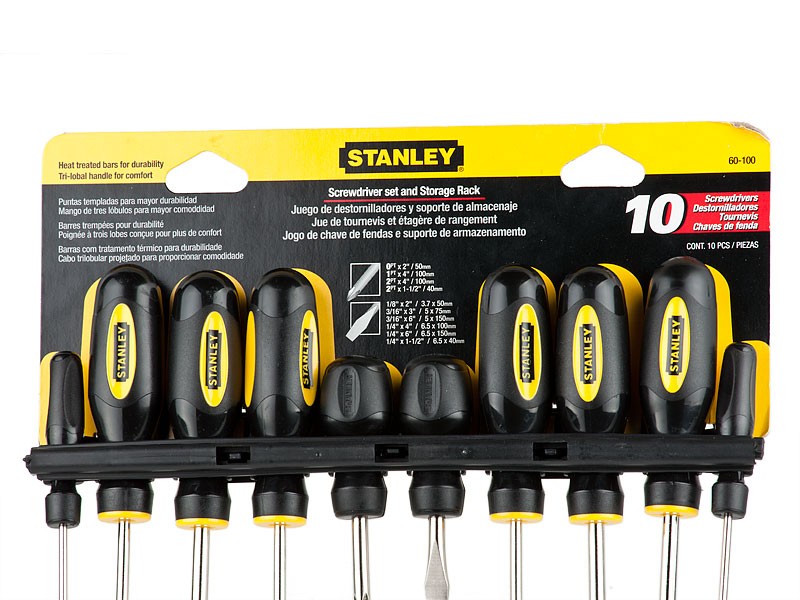 Heat treated bars for durability
Tri-lobal handle for comfort
STANLEY®
60-100
Puntas templadas para mayor durabilidad
Mango de tres lóbulos para mayor comodidad
Barres trempées pour durabilité
Poignée à trois lobes conçue pour plus de confort
Barras com tratamento térmico para durabilidade
Cabo trilobular projetado para proporcionar comodidade
Screwdriver set and Storage Rack
Juego de destornilladores y soporte de almacenaje
Jue de tournevis et étagère de rangement
Jogo de chave de fendas e suporte de armazenamento
10
Screwdrivers
Destornilladores
Tournevis
Chaves de fenda
CONT. 10 PCS / PIEZAS
0PT x 2" / 50mm
1PT x 4" / 100mm
2PT x 4" / 100mm
2PT x 1-1/2" / 40mm
1/8" x 2" / 3.7 x 50mm
3/16" x 3" / 5 x 75mm
3/16" x 6" / 5 x 150mm
1/4" x 4" / 6.5 x 100mm
1/4" x 6" / 6.5 x 150mm
1/4" x 1-1/2" / 6.5 x 40mm
STANLEY
STANLEY
STANLEY
STANLEY
STANLEY
STANLEY
STANLEY
STANLEY